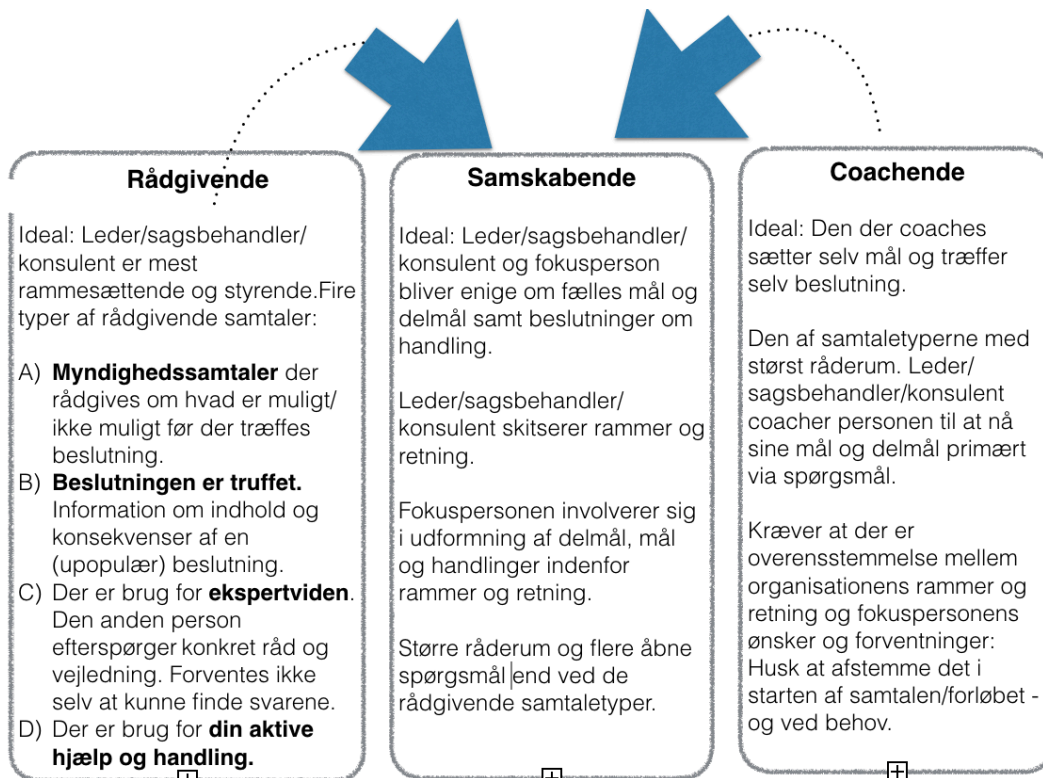 Rådgivende
Ideal: Leder/sagsbehandler/
konsulent er mest
rammesættende og styrende.Fire
typer af rådgivende samtaler:
A) Myndighedssamtaler der
rådgives om hvad er muligt/
ikke muligt før der træffes
beslutning.
B) Beslutningen er truffet.
Information om indhold og
konsekvenser af en
(upopulær) beslutning.
C) Der er brug for ekspertviden.
Den anden person
efterspørger konkret råd og
vejledning. Forventes ikke
selv at kunne finde svarene.
D) Der er brug for din aktive
hjælp og handling.
Samskabende
Ideal: Leder/sagsbehandler/
konsulent og fokusperson
bliver enige om fælles mål og
delmål samt beslutninger om
handling.
Leder/sagsbehandler/
konsulent skitserer rammer og
retning.
Fokuspersonen involverer sig
i udformning af delmål, mål
og handlinger indenfor
rammer og retning.
Større råderum og flere åbne
spørgsmål end ved de
rådgivende samtaletyper.
Coachende
Ideal: Den der coaches
sætter selv mål og træffer
selv beslutning.
Den af samtaletyperne med
størst råderum. Leder/
sagsbehandler/konsulent
coacher personen til at nå
sine mål og delmål primært
via spørgsmål.
Kræver at der er
overensstemmelse mellem
organisationens rammer og
retning og fokuspersonens
ønsker og forventninger:
Husk at afstemme det i
starten af samtalen/forløbet -
og ved behov.